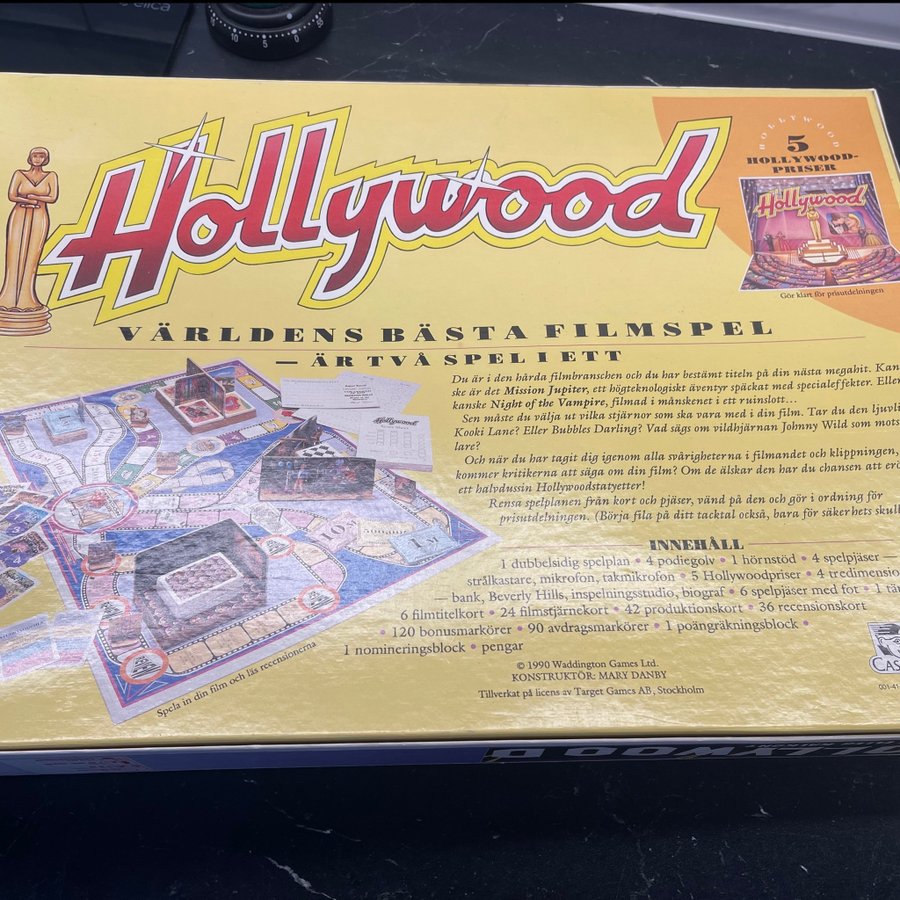 elica
10 5 0
Hollywood
HOLLYWOOD
5
HOLLYWOOD-
PRISER
Hollywood
Gör klart för prisutdelningen
VÄRLDENS BÄSTA FILMSPEL
— ÄR TVÅ SPEL I ETT
Du är i den hårda filmbranschen och du har bestämt titeln på din nästa megahit. Kan
ske är det Mission Jupiter, ett högteknologiskt äventyr späckat med specialeffekter. Eller
kanske Night of the Vampire, filmad i månskenet i ett ruinslott...
Sen måste du välja ut vilka stjärnor som ska vara med i din film. Tar du den ljuvli
Kooki Lane? Eller Bubbles Darling? Vad sägs om vildhjärnan Johnny Wild som mots
lare?
Och när du har tagit dig igenom alla svårigheterna i filmandet och klippningen,
kommer kritikerna att säga om din film? Om de älskar den har du chansen att erö
ett halvdussin Hollywoodstatyetter!
Rensa spelplanen från kort och pjäser, vänd på den och gör i ordning för
prisutdelningen. (Börja fila på ditt tacktal också, bara för säkerhets skull
INNEHÅLL
1 dubbelsidig spelplan • 4 podiegolv • 1 hörnstöd • 4 spelpjäser —
strålkastare, mikrofon, takmikrofon • 5 Hollywoodpriser • 4 tredimensio
— bank, Beverly Hills, inspelningsstudio, biograf • 6 spelpjäser med fot • 1 tär
6 filmtitelkort • 24 filmstjärnekort • 42 produktionskort • 36 recensionskort
• 120 bonusmarkörer • 90 avdragsmarkörer • 1 poängräkningsblock •
1 nomineringsblock • pengar
© 1990 Waddington Games Ltd.
KONSTRUKTÖR: MARY DANBY
Tillverkat på licens av Target Games AB, Stockholm
CAS
001-41
Hollywood
Spela in din film och läs recensionerna